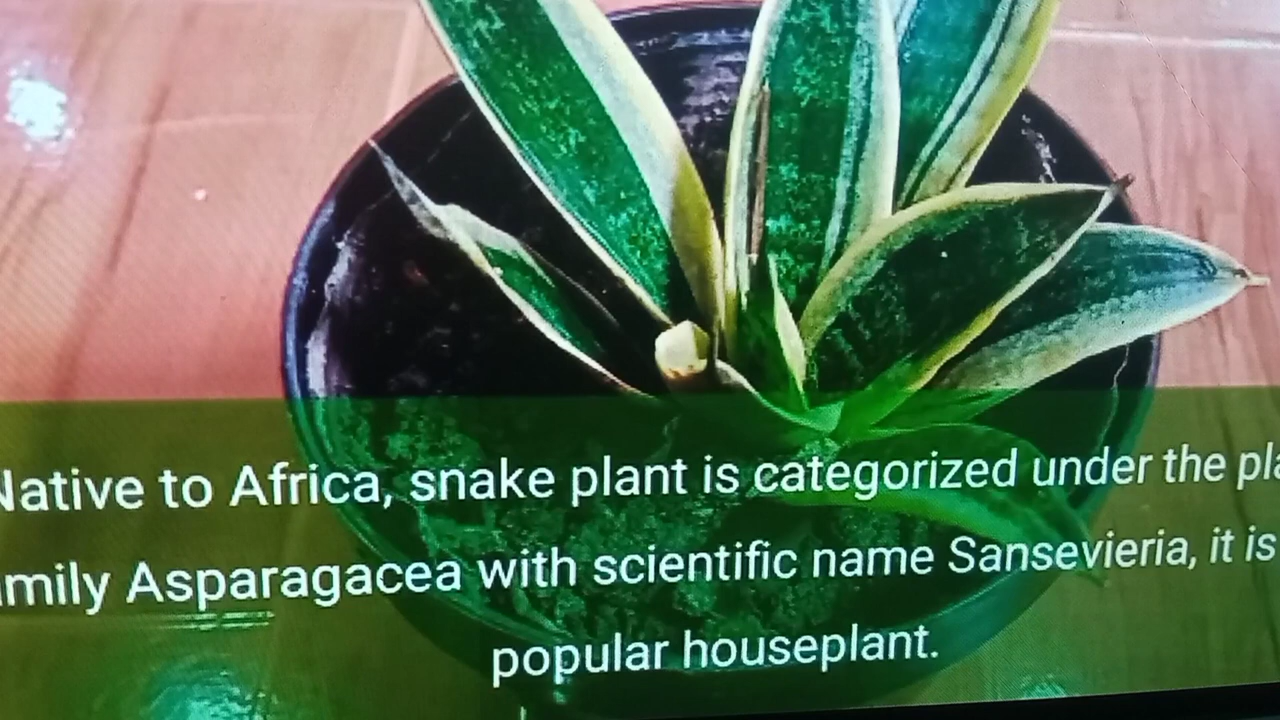 Native to Africa, snake plant is categorized under the
Asparagacea with scientific name Sansevieria, it is
popular houseplant.